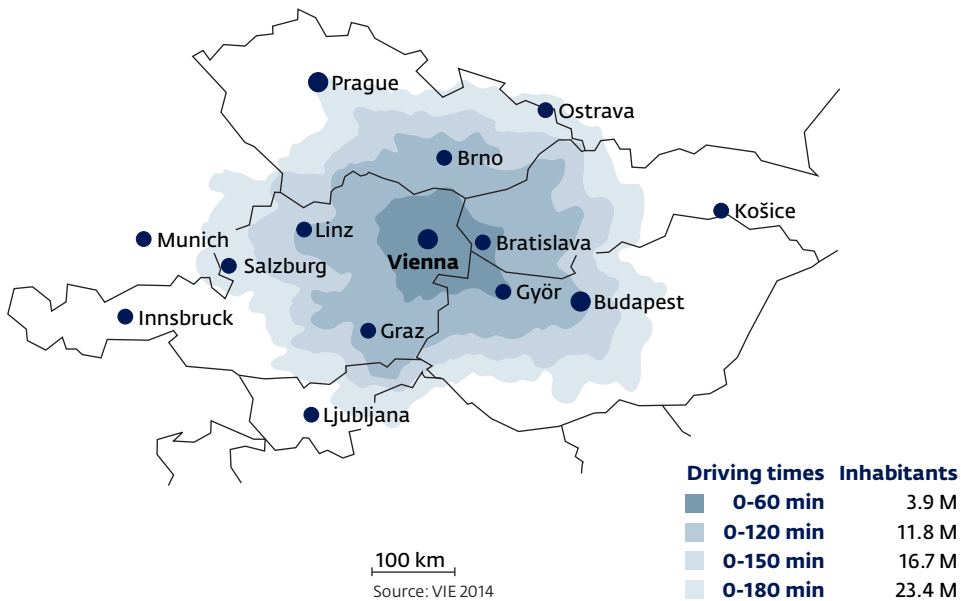 Prague
Ostrava
Brno
Košice
Linz
Munich
Bratislava
Vienna
Salzburg
Györ
Budapest
Innsbruck
Graz
Ljubljana
Driving times Inhabitants
0-60 min 3.9 M
0-120 min 11.8 M
0-150 min 16.7 M
0-180 min 23.4 M
100 km
Source: VIE 2014